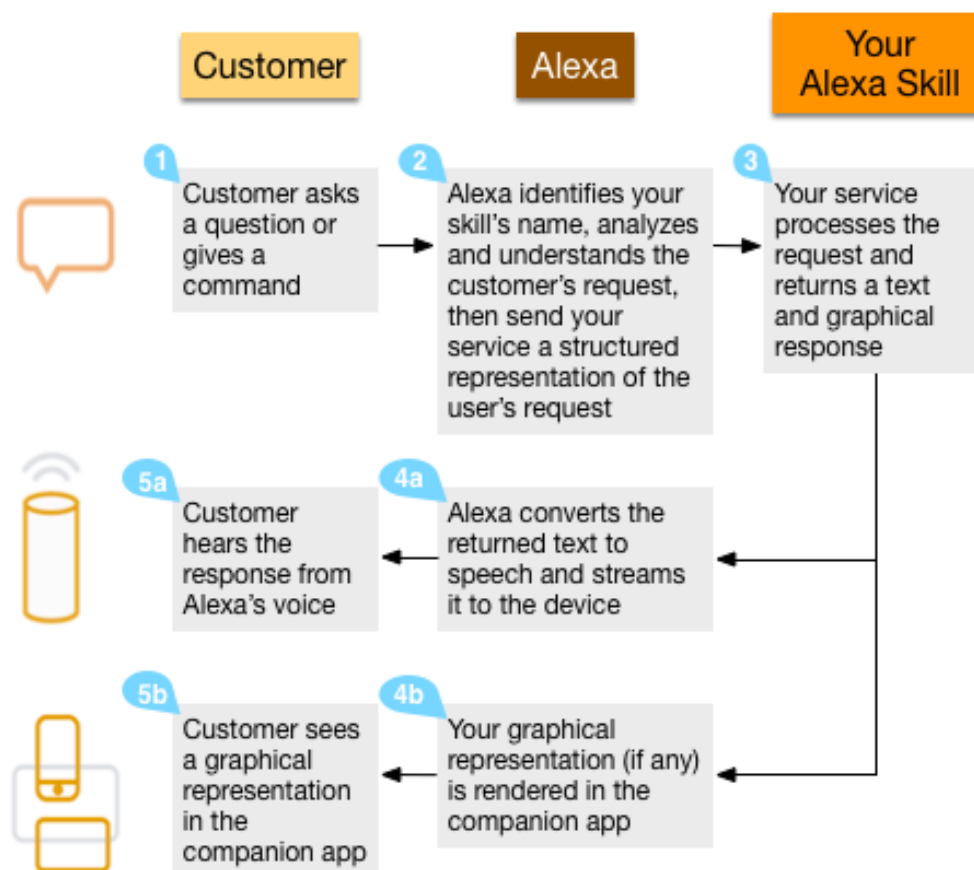 Customer
Alexa
Your
Alexa Skill
1
Customer asks
a question or
gives a
command
2
Alexa identifies your
skill's name, analyzes
and understands the
customer's request,
then send your
service a structured
representation of the
user's request
3
Your service
processes the
request and
returns a text
and graphical
response
5a
Customer
hears the
response from
Alexa's voice
4a
Alexa converts the
returned text to
speech and streams
it to the device
5b
Customer sees
a graphical
representation
in the
companion app
4b
Your graphical
representation (if any)
is rendered in the
companion app